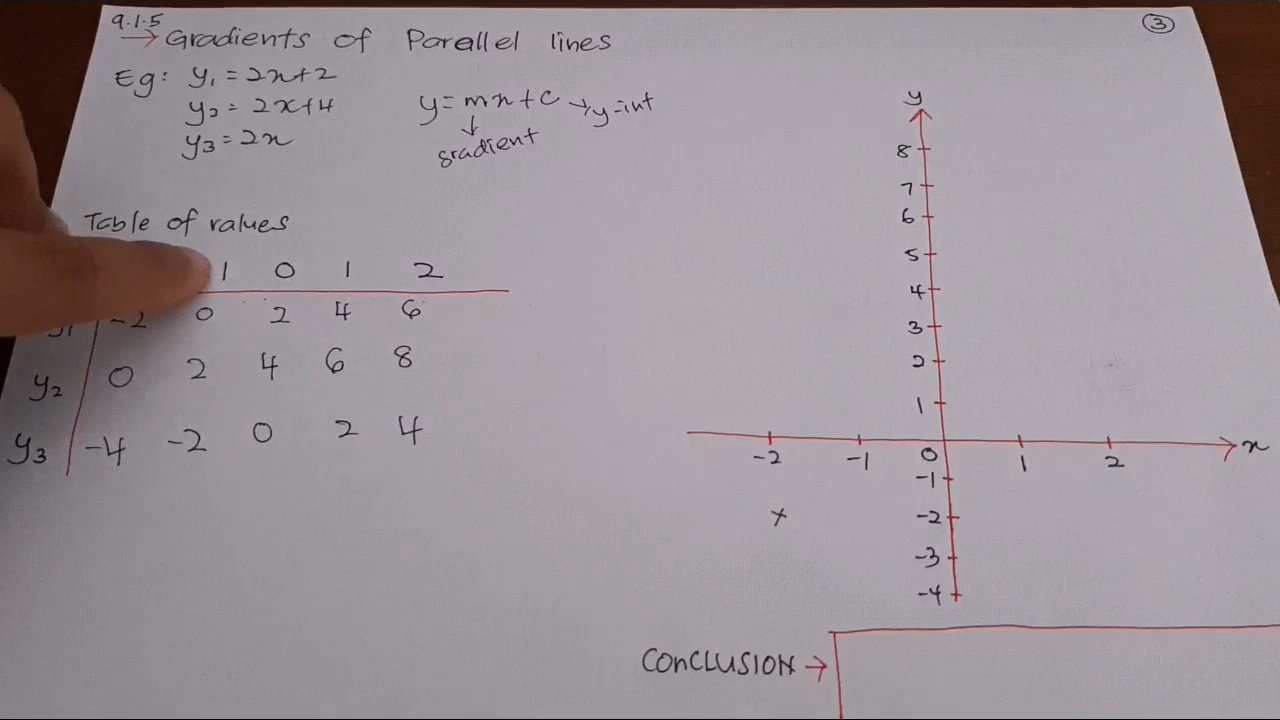 9.1.5
→ Gradients of Parallel lines
③
Eg: y₁ = 2x+2
y₂ = 2x+4
y₃ = 2x
y = mx + c → y-int
↓
gradient
Table of values
1 0 1 2
-2 0 2 4 6
y₂ 0 2 4 6 8
y₃ -4 -2 0 2 4
y
8
7
6
5
4
3
2
1
-2 -1 0 1 2 x
-1
-2
-3
-4
CONCLUSION →